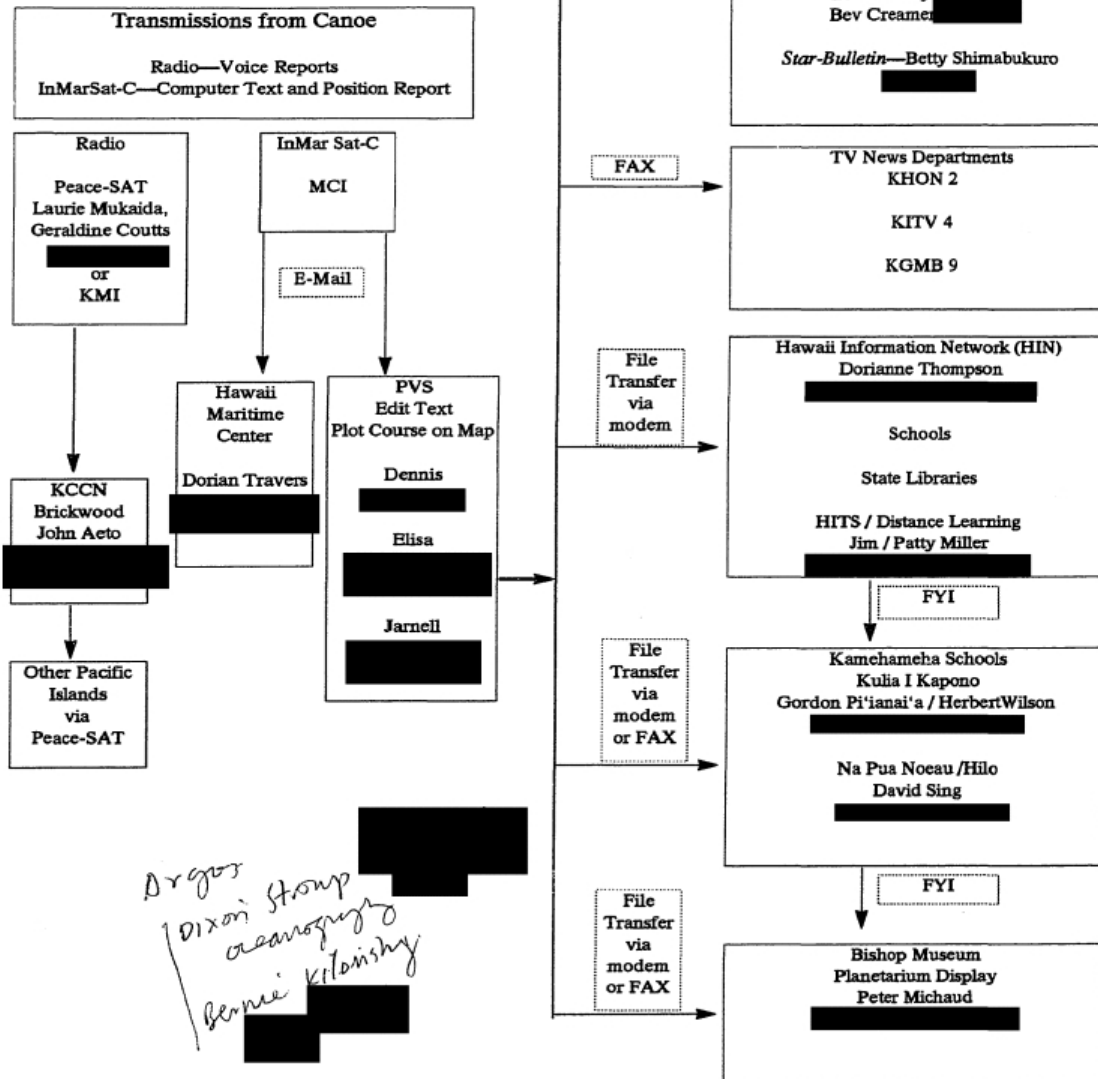 Transmissions from Canoe
Radio—Voice Reports
InMarSat-C—Computer Text and Position Report
Radio
Peace-SAT
Laurie Mukaida,
Geraldine Coutts
or
KMI
InMar Sat-C
MCI
E-Mail
Hawaii
Maritime
Center
Dorian Travers
PVS
Edit Text
Plot Course on Map
Dennis
Elisa
Jarnell
KCCN
Brickwood
John Aeto
Other Pacific
Islands
via
Peace-SAT
Bev Creamer
Star-Bulletin—Betty Shimabukuro
FAX
TV News Departments
KHON 2
KITV 4
KGMB 9
File
Transfer
via
modem
Hawaii Information Network (HIN)
Dorianne Thompson
Schools
State Libraries
HITS / Distance Learning
Jim / Patty Miller
FYI
File
Transfer
via
modem
or FAX
Kamehameha Schools
Kulia I Kapono
Gordon Pi‘ianai‘a / HerbertWilson
Na Pua Noeau /Hilo
David Sing
FYI
File
Transfer
via
modem
or FAX
Bishop Museum
Planetarium Display
Peter Michaud
Argos
Dixon Stroup
oceanography
Bernie